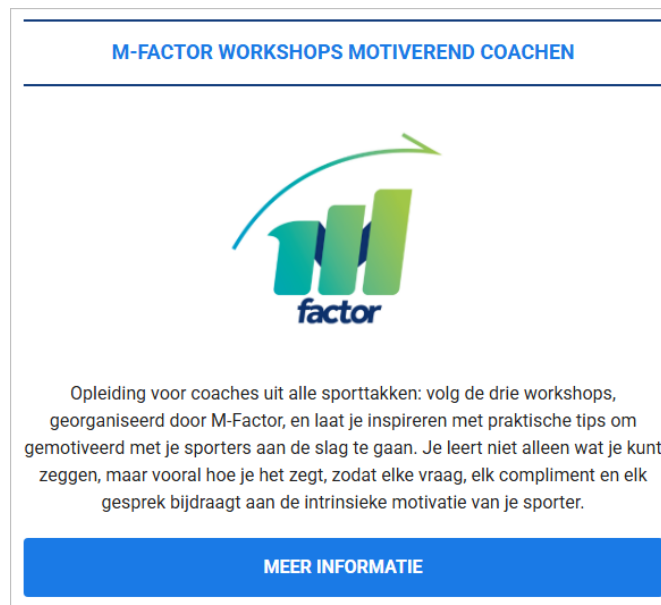 M-FACTOR WORKSHOPS MOTIVEREND COACHEN
factor
Opleiding voor coaches uit alle sporttakken: volg de drie workshops,
georganiseerd door M-Factor, en laat je inspireren met praktische tips om
gemotiveerd met je sporters aan de slag te gaan. Je leert niet alleen wat je kunt
zeggen, maar vooral hoe je het zegt, zodat elke vraag, elk compliment en elk
gesprek bijdraagt aan de intrinsieke motivatie van je sporter.
MEER INFORMATIE